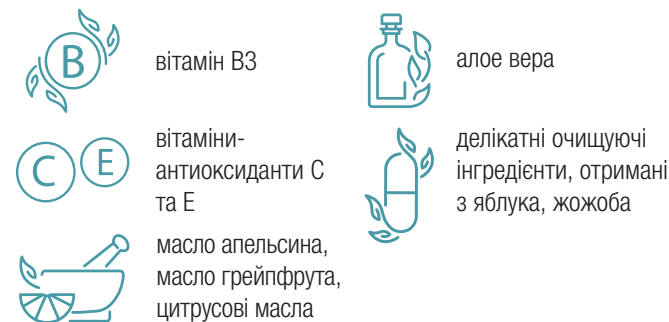 B
вітамін B3
C
E
вітаміни-
антиоксиданти C
та E
масло апельсина,
масло грейпфрута,
цитрусові масла
алое вера
делікатні очищуючі
інгредієнти, отримані
з яблука, жожоба